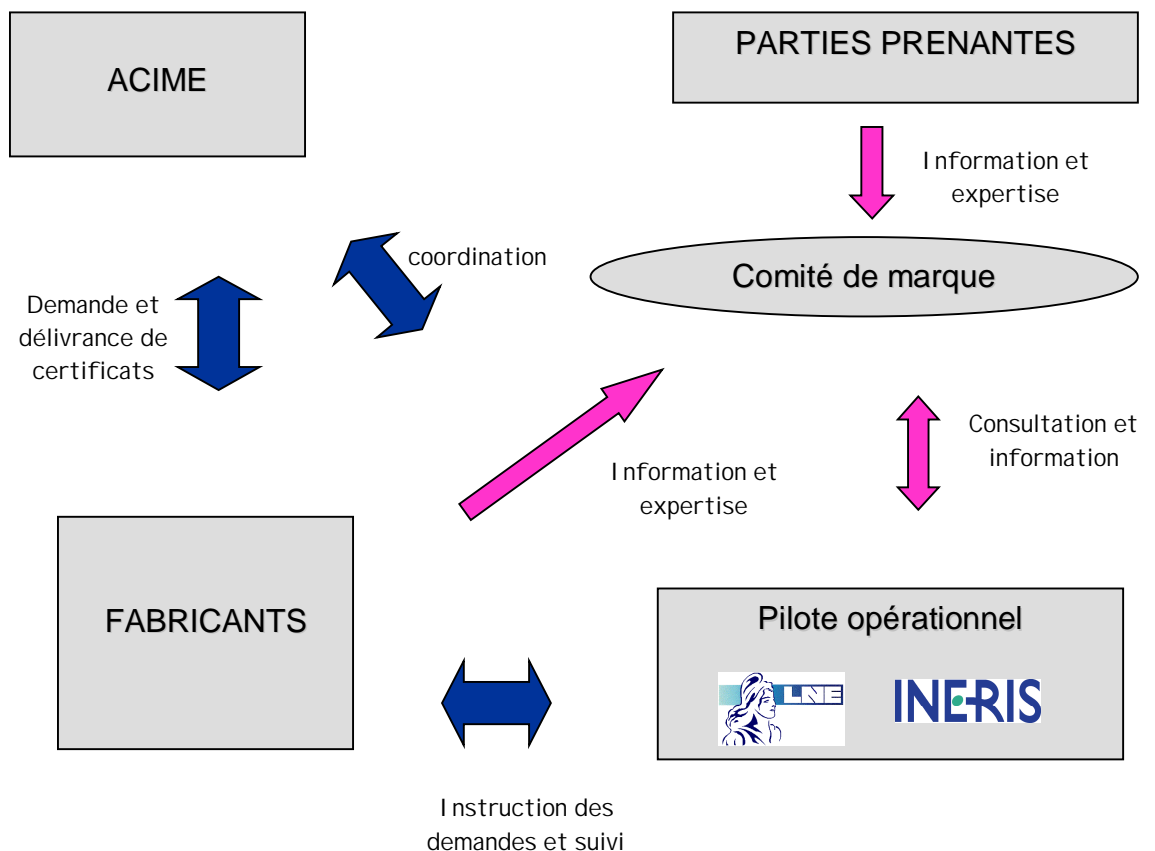 ACIME
PARTIES PRENANTES
Information et
expertise
coordination
Comité de marque
Demande et
délivrance de
certificats
Consultation et
information
Information et
expertise
FABRICANTS
Pilote opérationnel
LNE
INERIS
Instruction des
demandes et suivi